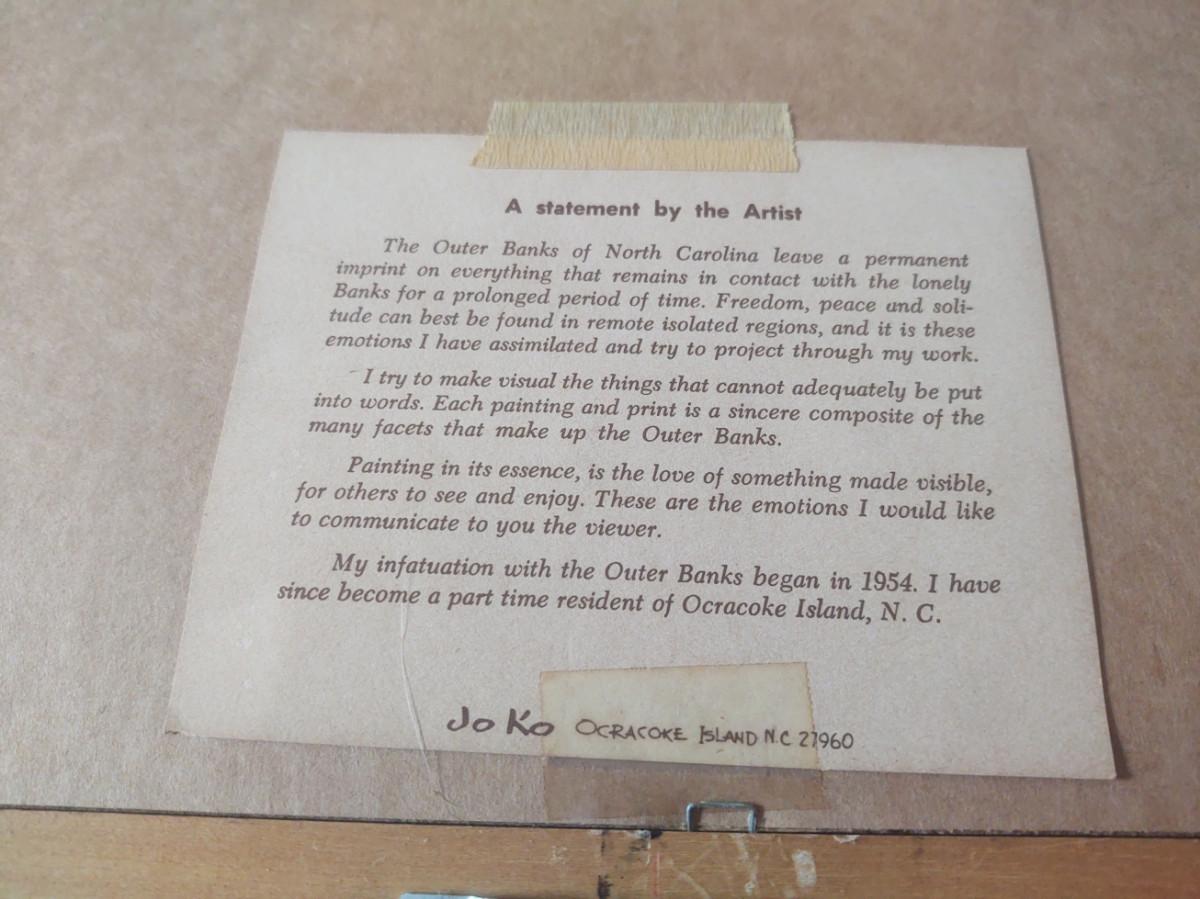 A statement by the Artist
The Outer Banks of North Carolina leave a permanent
imprint on everything that remains in contact with the lonely
Banks for a prolonged period of time. Freedom, peace and soli-
tude can best be found in remote isolated regions, and it is these
emotions I have assimilated and try to project through my work.
I try to make visual the things that cannot adequately be put
into words. Each painting and print is a sincere composite of the
many facets that make up the Outer Banks.
Painting in its essence, is the love of something made visible,
for others to see and enjoy. These are the emotions I would like
to communicate to you the viewer.
My infatuation with the Outer Banks began in 1954. I have
since become a part time resident of Ocracoke Island, N. C.
Jo Ko OCRACOKE ISLAND N.C 27960